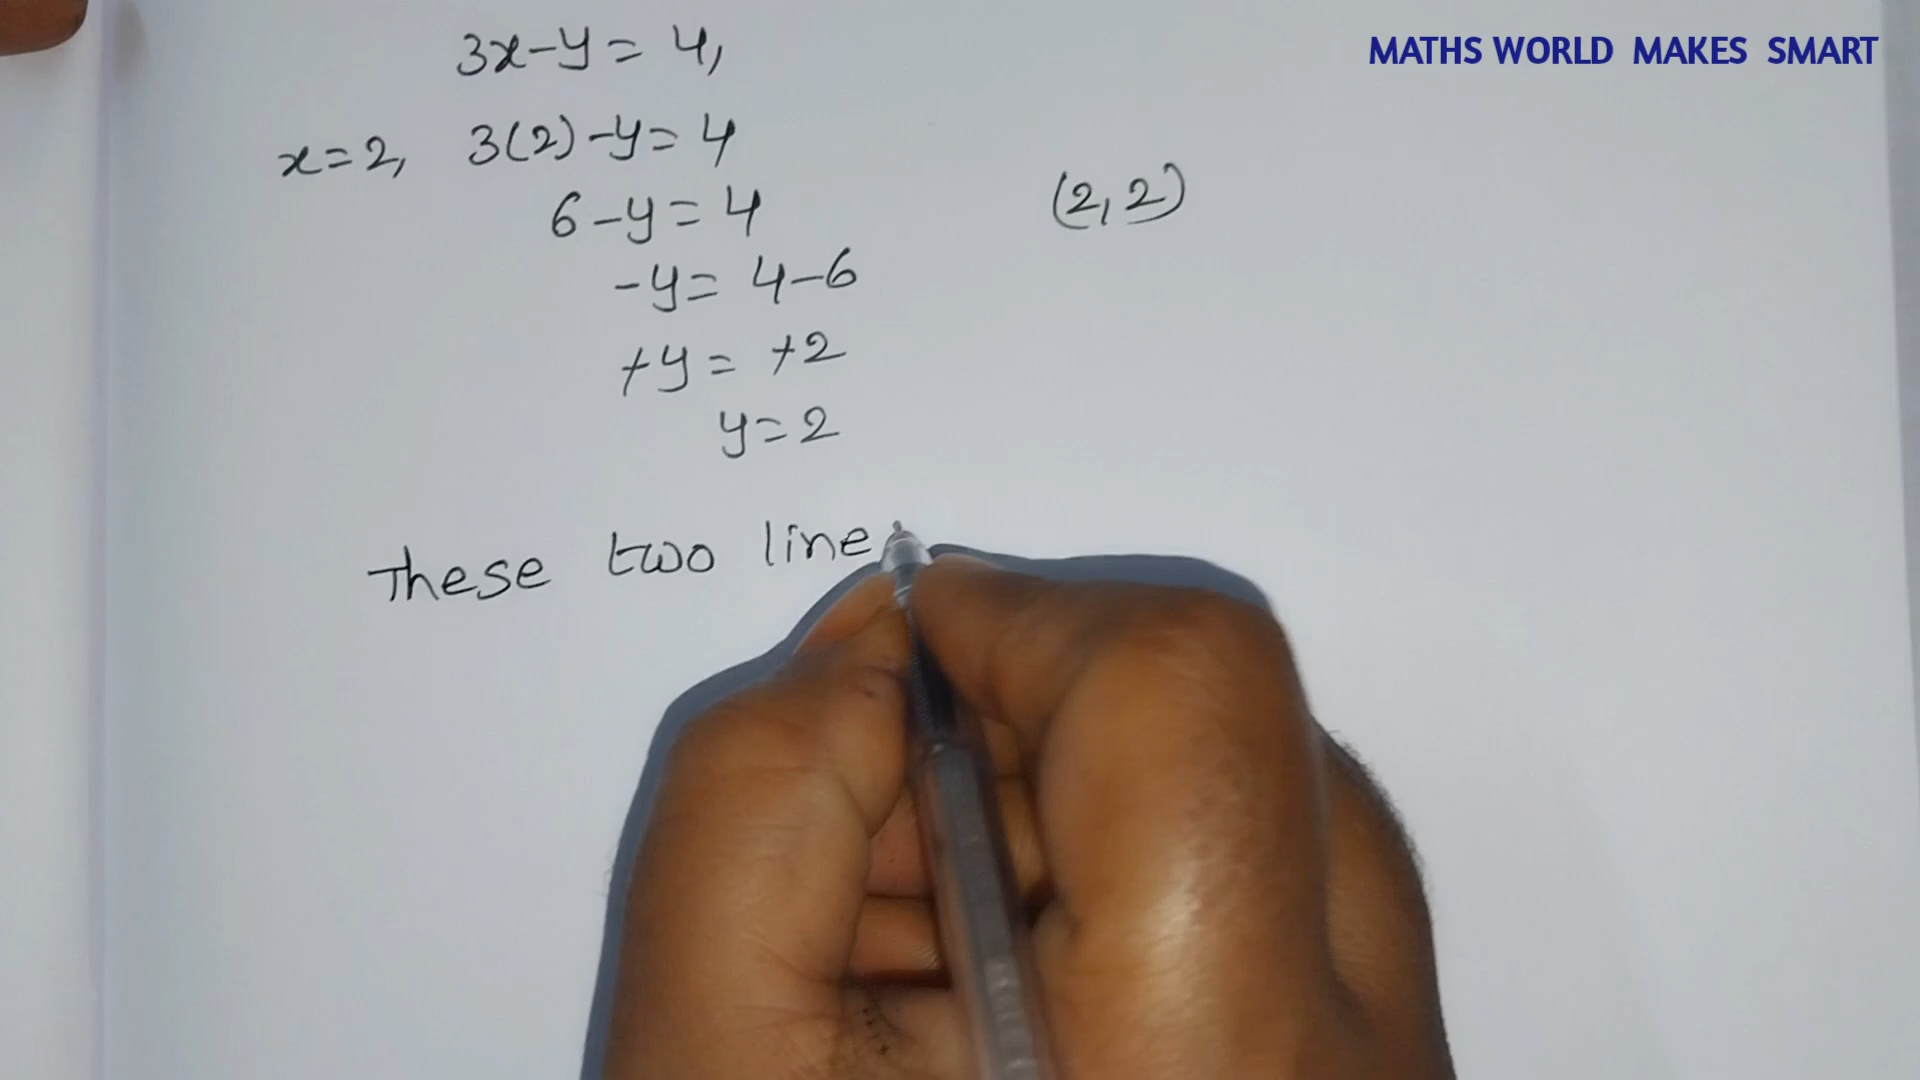 MATHS WORLD MAKES SMART
3x-y = 4,
x=2, 3(2)-y=4
6-y=4
(2,2)
-y= 4-6
+y= +2
y=2
These two line